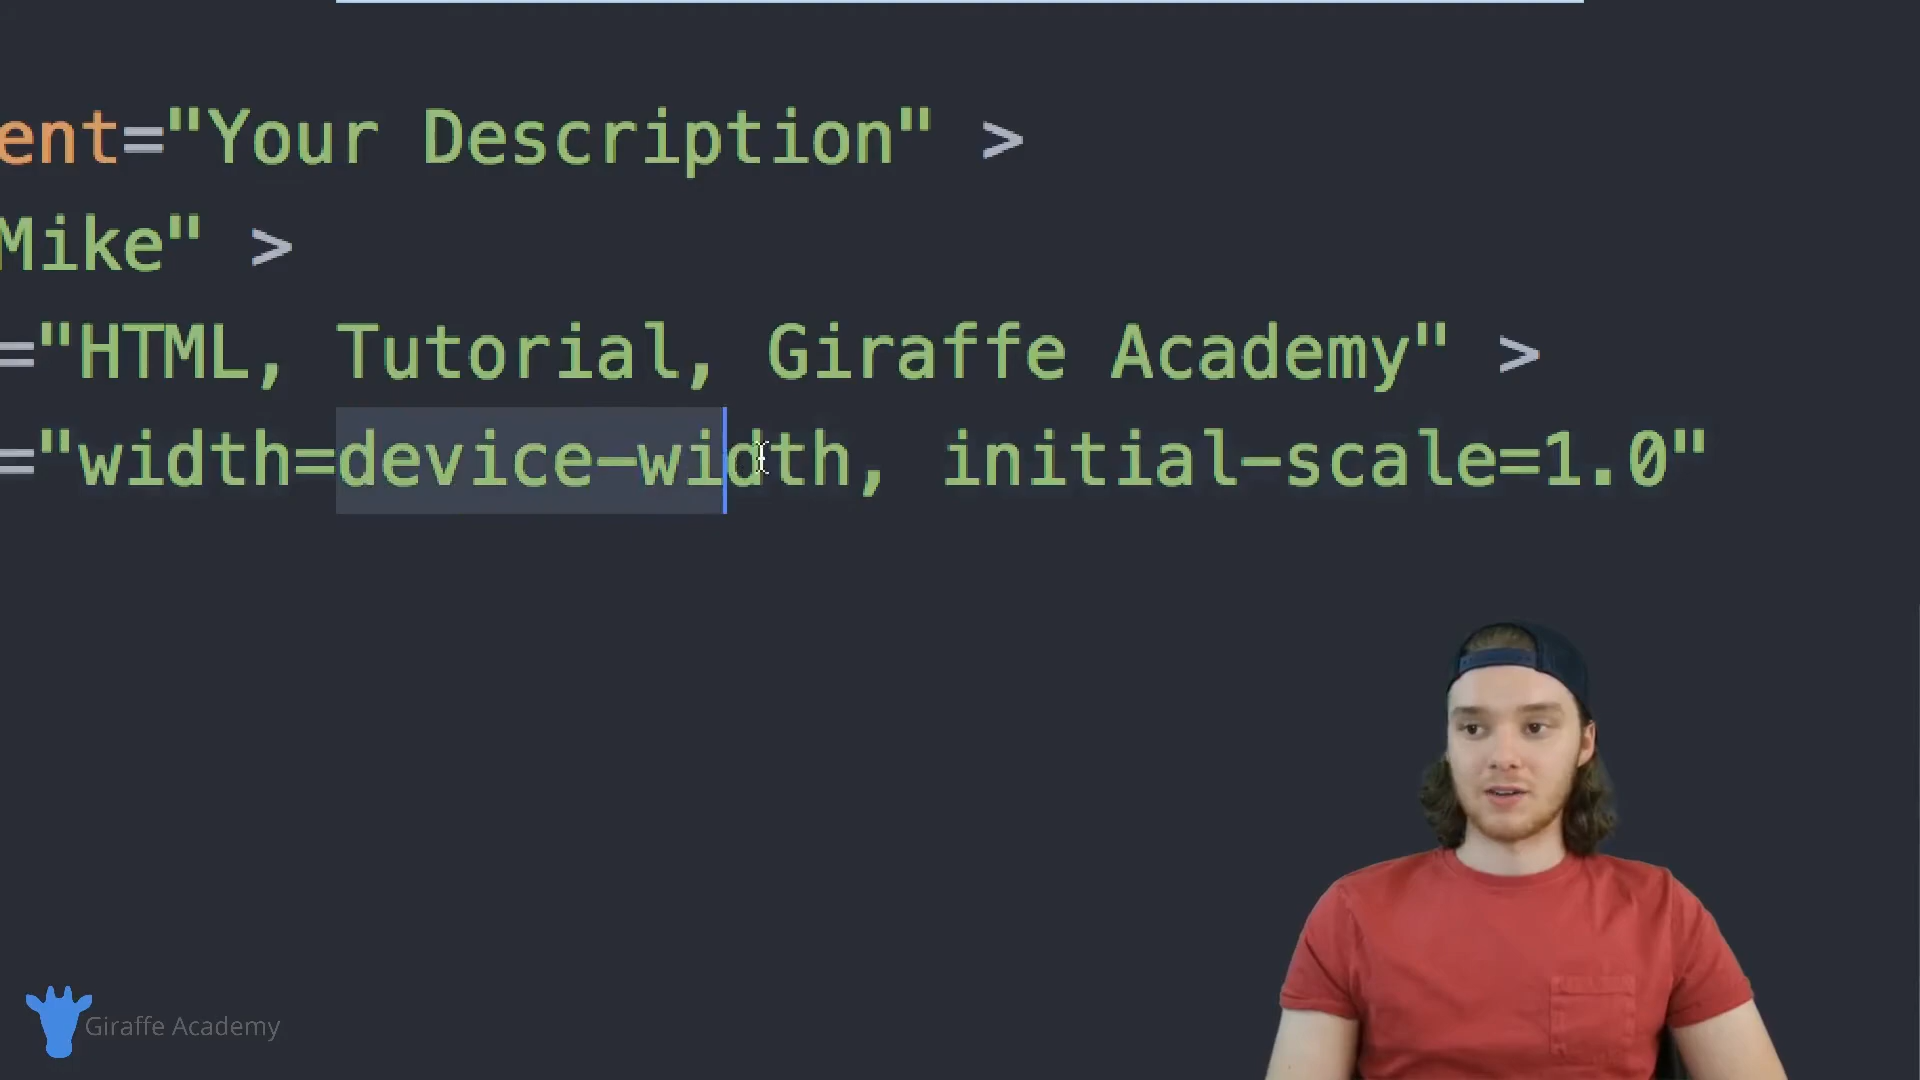 ent="Your Description" >
Mike" >
="HTML, Tutorial, Giraffe Academy" >
="width=device-width, initial-scale=1.0"
Giraffe Academy